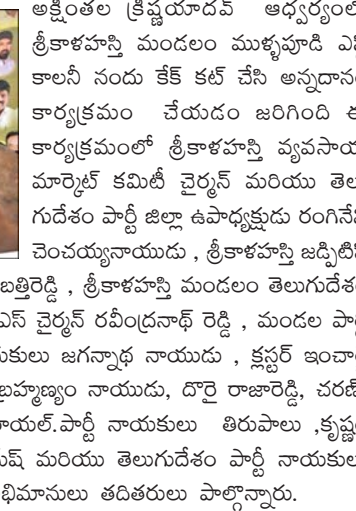 అక్షింతల క్రిష్ణయాదవ్ ఆధ్వర్యంలో
శ్రీకాళహస్తి మండలం ముళ్ళపూడి ఎస్
కాలనీ నందు కేక్ కట్ చేసి అన్నదాన
కార్యక్రమం చేయడం జరిగింది ఈ
కార్యక్రమంలో శ్రీకాళహస్తి వ్యవసాయ
మార్కెట్ కమిటీ చైర్మన్ మరియు తెలు
గుదేశం పార్టీ జిల్లా ఉపాధ్యక్షుడు రంగినేని
చెంచయ్యనాయుడు , శ్రీకాళహస్తి జడ్పిటిసి
బత్తిరెడ్డి , శ్రీకాళహస్తి మండలం తెలుగుదేశం
ఎస్ చైర్మన్ రవీంద్రనాథ్ రెడ్డి , మండల పార్టీ
యకులు జగన్నాథ నాయుడు , క్లస్టర్ ఇంచా
బ్రహ్మణ్యం నాయుడు, దొరై రాజారెడ్డి, చరణ్
రాయల్.పార్టీ నాయకులు తిరుపాలు ,కృష్ణ
ుష్ మరియు తెలుగుదేశం పార్టీ నాయకులు
భిమానులు తదితరులు పాల్గొన్నారు.